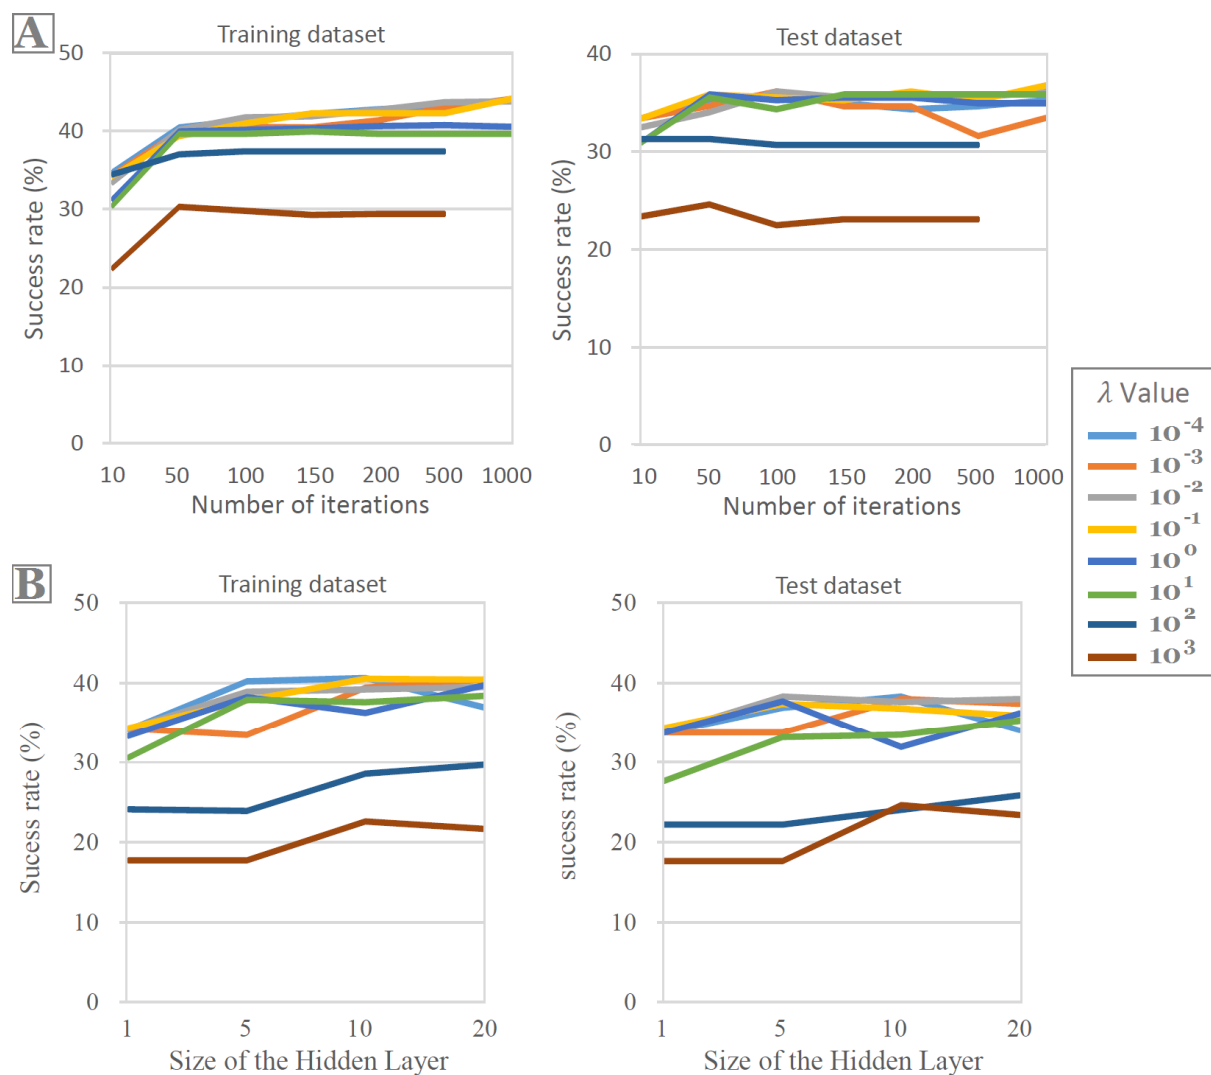 A
Training dataset
50
40
30
20
10
0
Success rate (%)
10 50 100 150 200 500 1000
Number of iterations
Test dataset
40
30
20
10
0
Success rate (%)
10 50 100 150 200 500 1000
Number of iterations
λ Value
10⁻⁴
10⁻³
10⁻²
10⁻¹
10⁰
10¹
10²
10³
B
Training dataset
50
40
30
20
10
0
Sucess rate (%)
1 5 10 20
Size of the Hidden Layer
Test dataset
50
40
30
20
10
0
sucess rate (%)
1 5 10 20
Size of the Hidden Layer